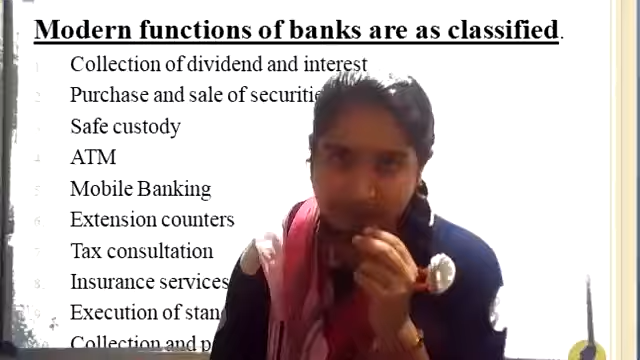 Modern functions of banks are as classified.
1. Collection of dividend and interest
2. Purchase and sale of
3. Safe custody
4. ATM
5. Mobile Banking
6. Extension counters
7. Tax consultation
8. Insurance services
9. Execution of
Collection and